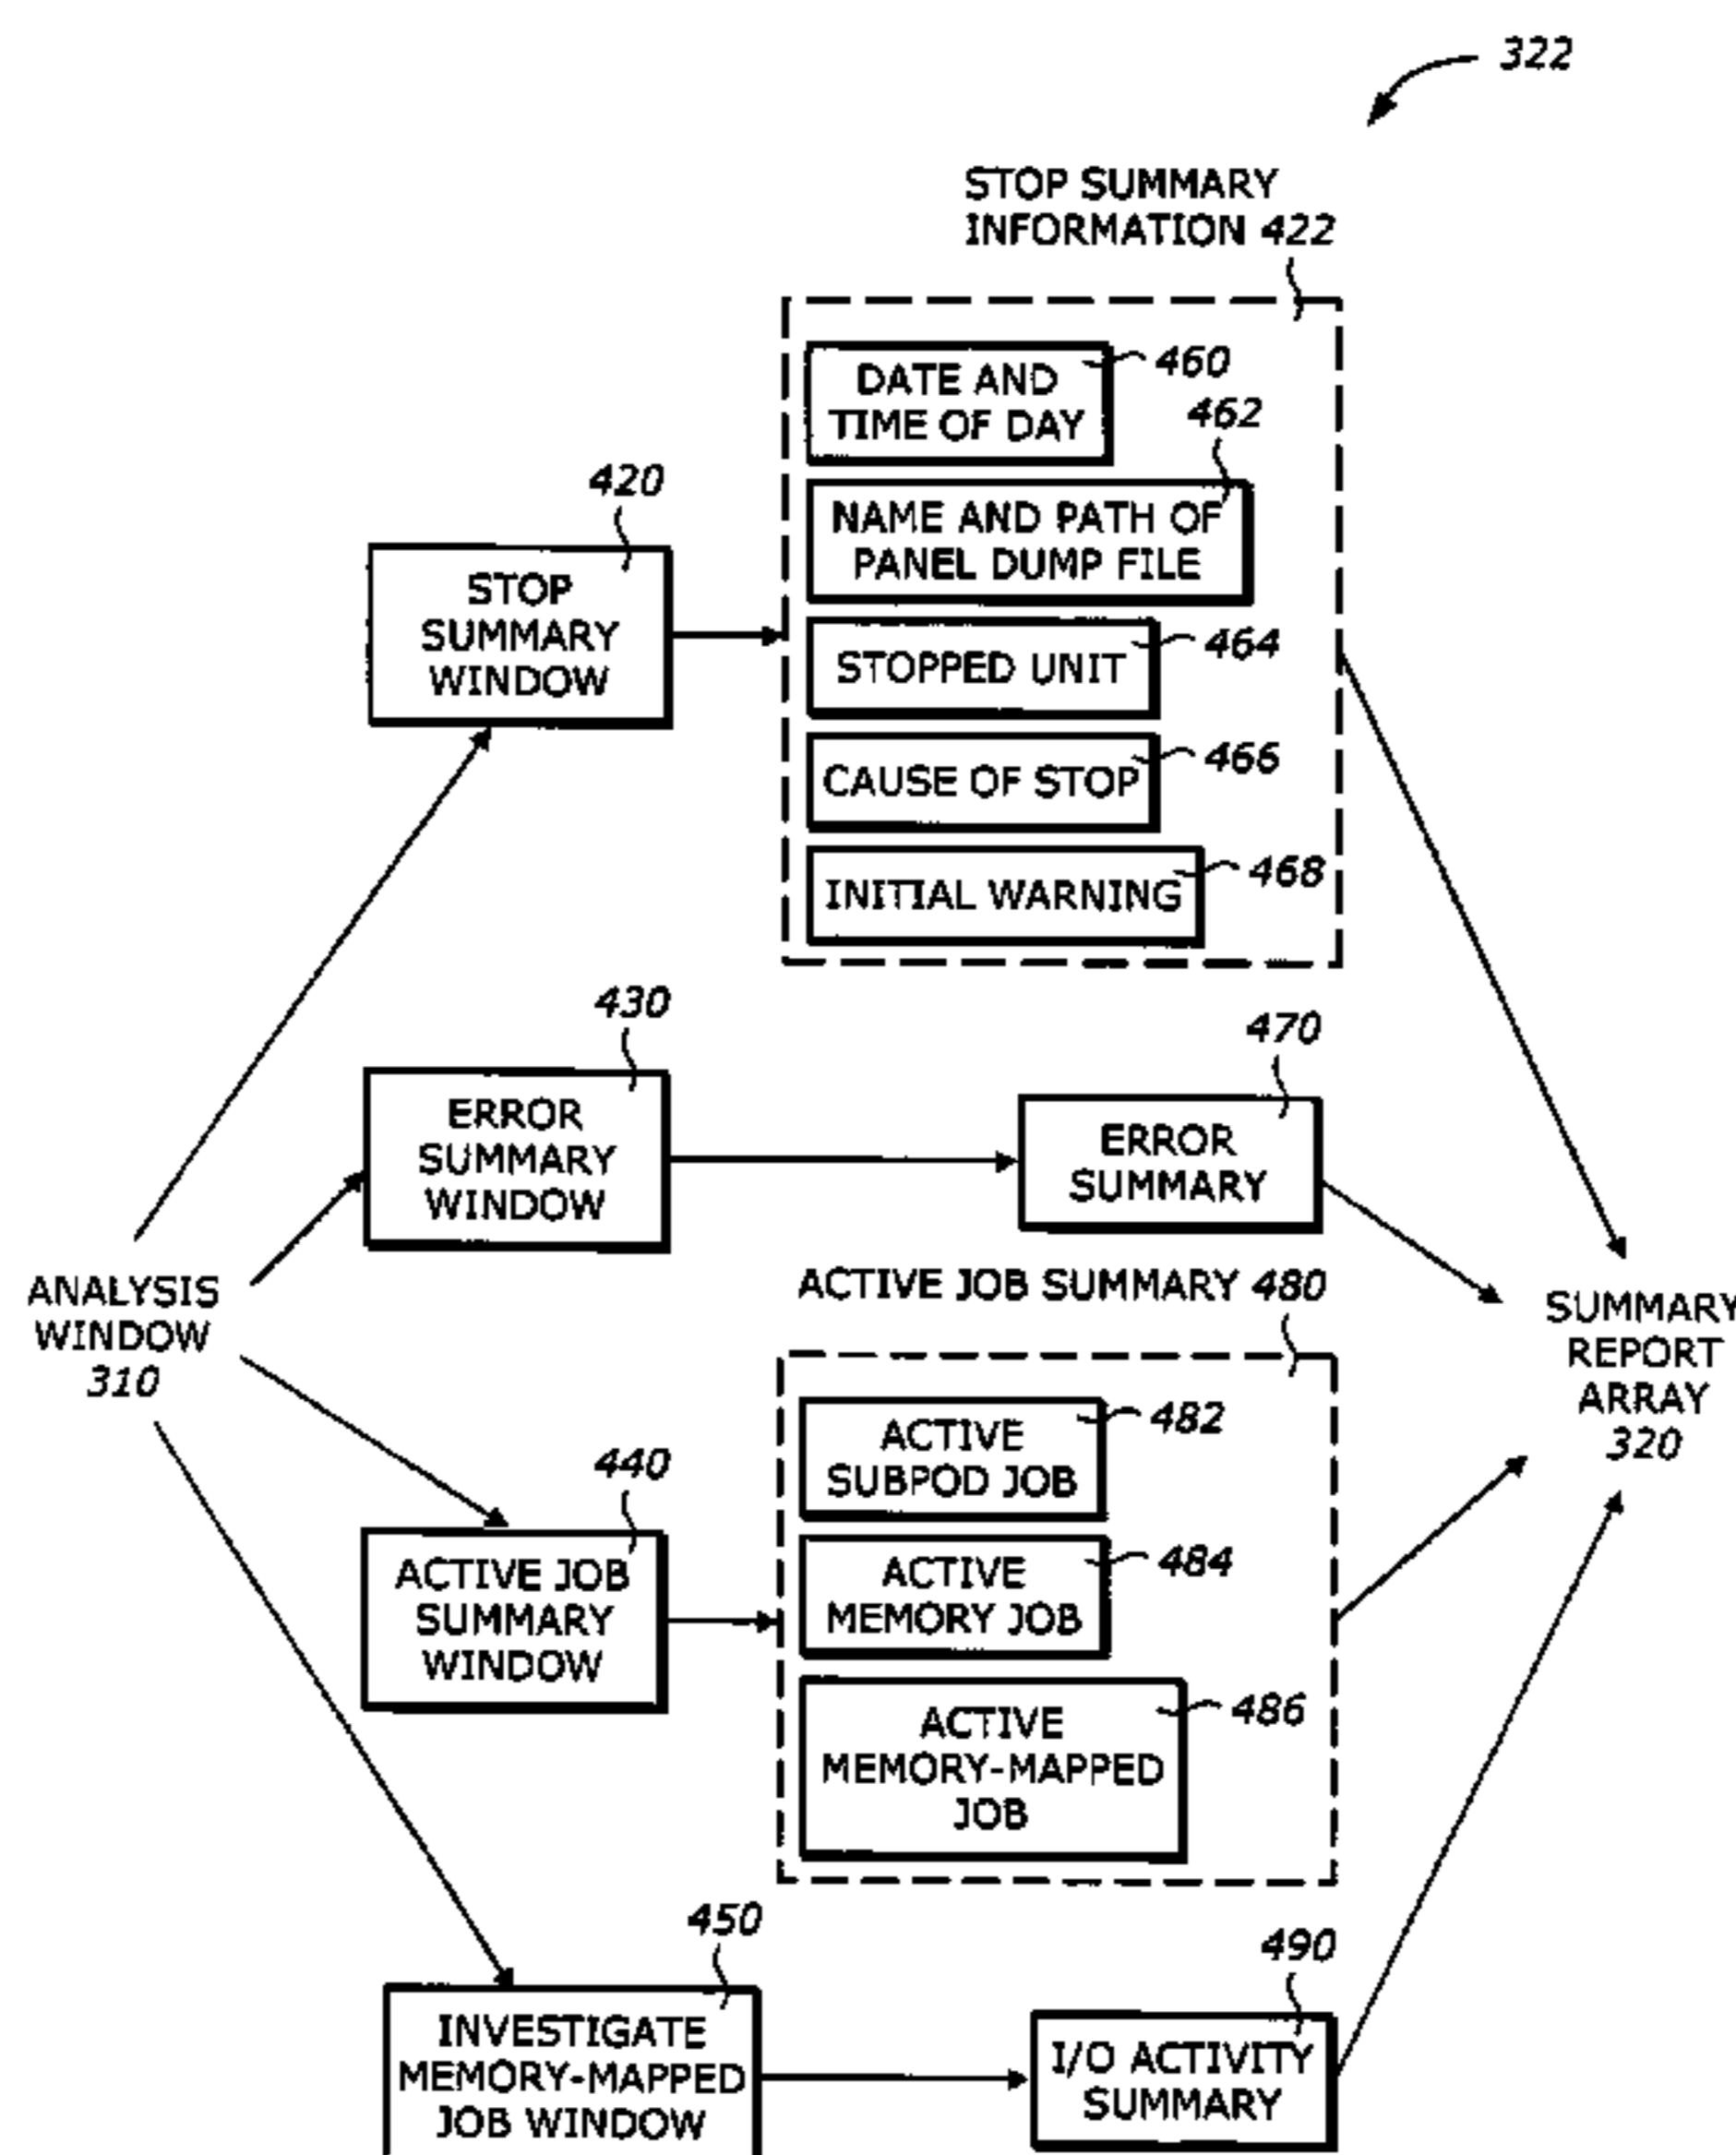 322
STOP SUMMARY
INFORMATION 422
460
DATE AND
TIME OF DAY
462
NAME AND PATH OF
PANEL DUMP FILE
420
STOP
SUMMARY
WINDOW
464
STOPPED UNIT
466
CAUSE OF STOP
468
INITIAL WARNING
430
ERROR
SUMMARY
WINDOW
470
ERROR
SUMMARY
ANALYSIS
WINDOW
310
ACTIVE JOB SUMMARY 480
SUMMARY
REPORT
ARRAY
320
482
ACTIVE
SUBPOD JOB
440
ACTIVE JOB
SUMMARY
WINDOW
484
ACTIVE
MEMORY JOB
486
ACTIVE
MEMORY-MAPPED
JOB
450
INVESTIGATE
MEMORY-MAPPED
JOB WINDOW
490
I/O ACTIVITY
SUMMARY